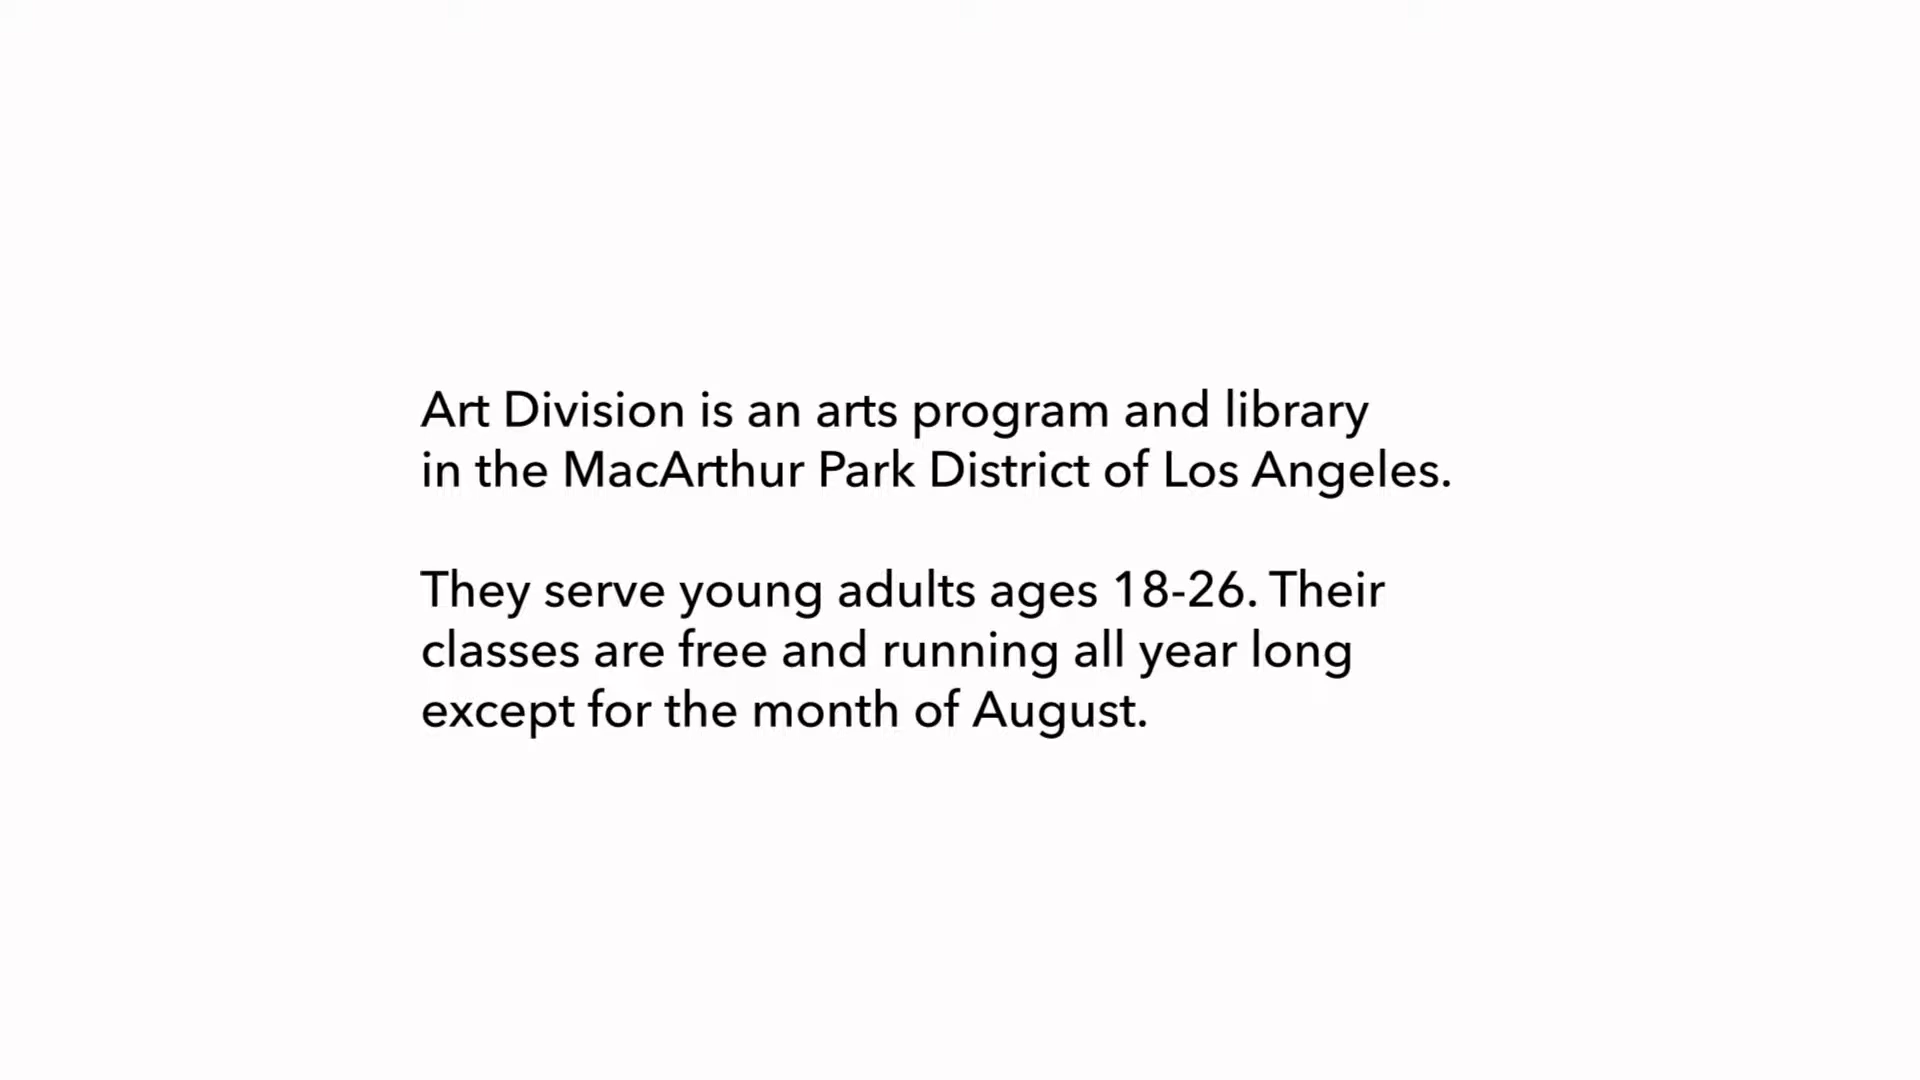 Art Division is an arts program and library
in the MacArthur Park District of Los Angeles.
They serve young adults ages 18-26. Their
classes are free and running all year long
except for the month of August.